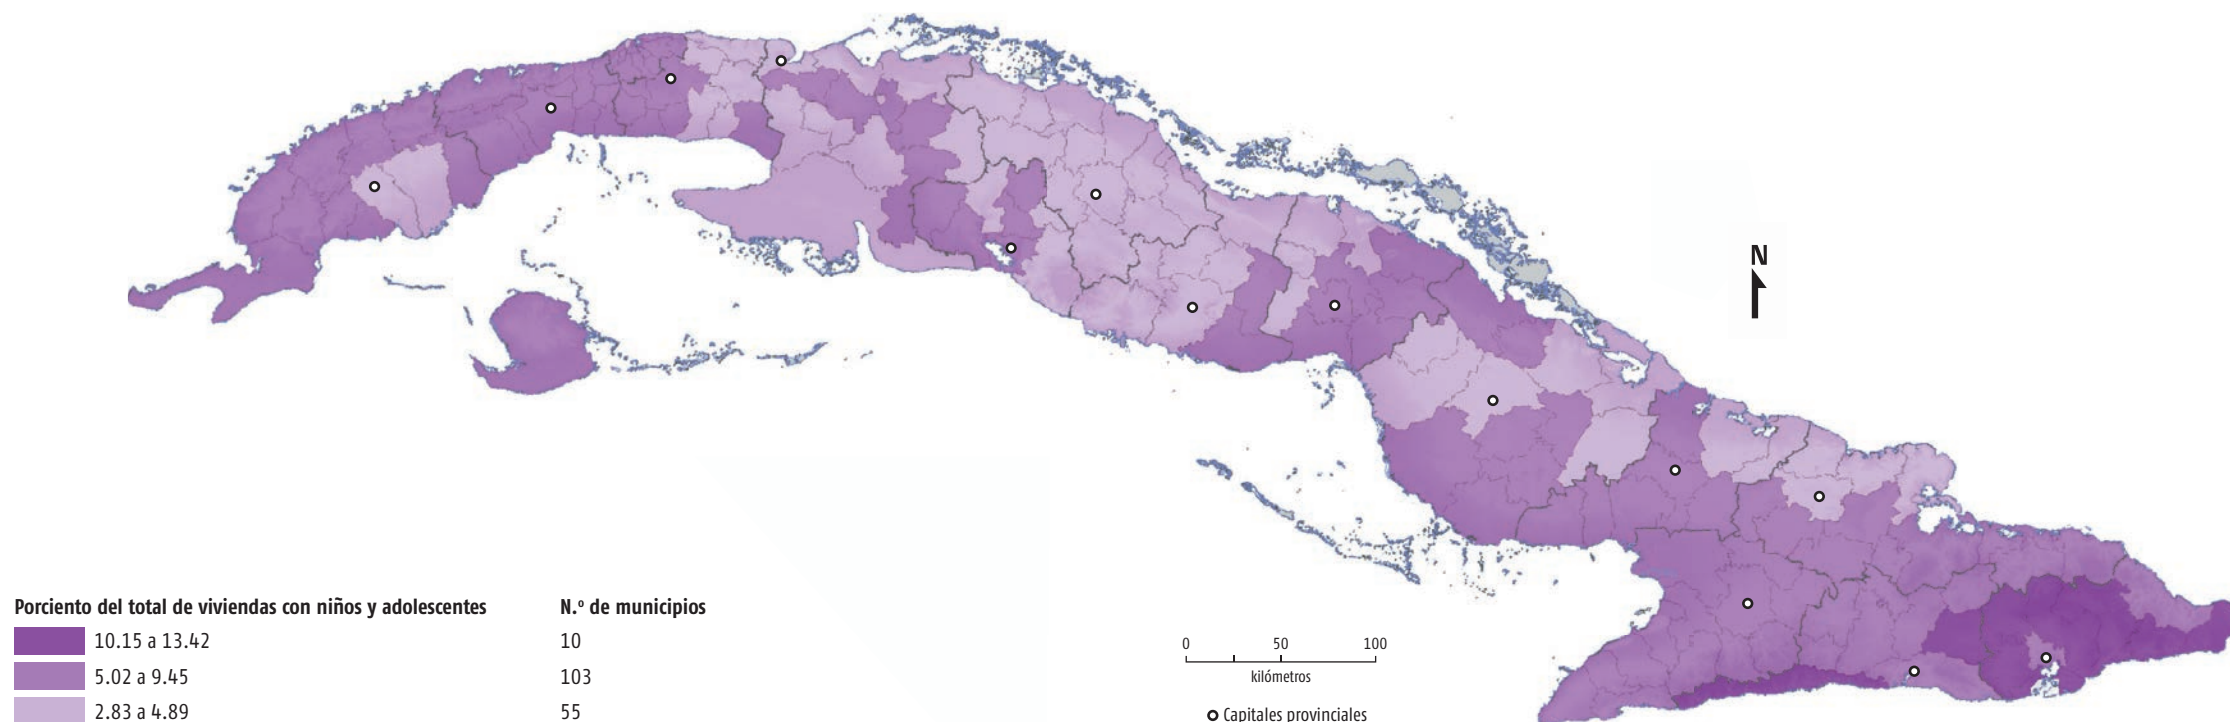 N
Porciento del total de viviendas con niños y adolescentes N.º de municipios
10.15 a 13.42 10
5.02 a 9.45 103
2.83 a 4.89 55
0 50 100
kilómetros
Capitales provinciales